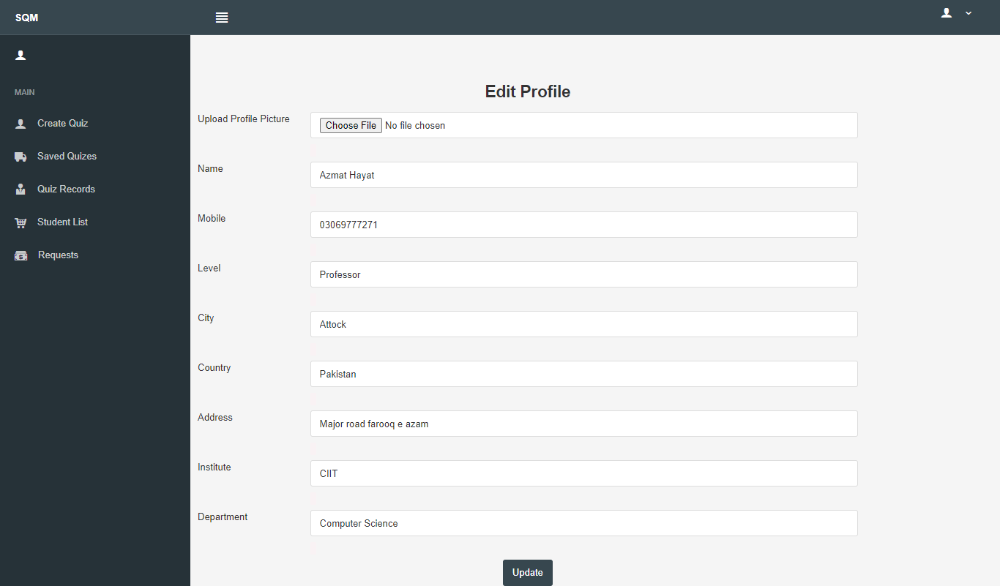 SQM
MAIN
Create Quiz
Saved Quizes
Quiz Records
Student List
Requests
Edit Profile
Upload Profile Picture
Choose File No file chosen
Name
Azmat Hayat
Mobile
03069777271
Level
Professor
City
Attock
Country
Pakistan
Address
Major road farooq e azam
Institute
CIIT
Department
Computer Science
Update